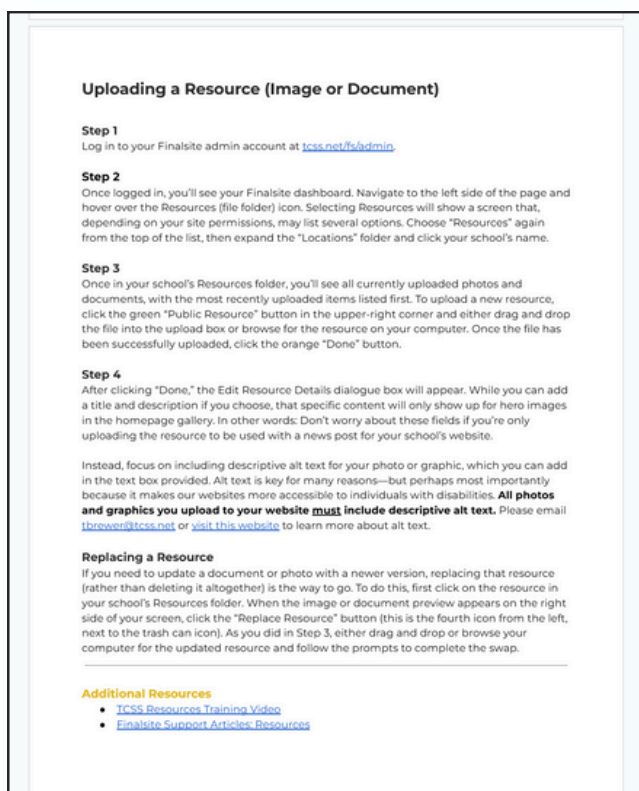 Uploading a Resource (Image or Document)
Step 1
Log in to your Finalsite admin account at tcss.net/fs/admin.
Step 2
Once logged in, you'll see your Finalsite dashboard. Navigate to the left side of the page and
hover over the Resources (file folder) icon. Selecting Resources will show a screen that,
depending on your site permissions, may list several options. Choose “Resources” again
from the top of the list, then expand the “Locations” folder and click your school's name.
Step 3
Once in your school's Resources folder, you'll see all currently uploaded photos and
documents, with the most recently uploaded items listed first. To upload a new resource,
click the green “Public Resource” button in the upper-right corner and either drag and drop
the file into the upload box or browse for the resource on your computer. Once the file has
been successfully uploaded, click the orange “Done” button.
Step 4
After clicking “Done,” the Edit Resource Details dialogue box will appear. While you can add
a title and description if you choose, that specific content will only show up for hero images
in the homepage gallery. In other words: Don't worry about these fields if you're only
uploading the resource to be used with a news post for your school's website.
Instead, focus on including descriptive alt text for your photo or graphic, which you can add
in the text box provided. Alt text is key for many reasons—but perhaps most importantly
because it makes our websites more accessible to individuals with disabilities. All photos
and graphics you upload to your website must include descriptive alt text. Please email
tbrewer@tcss.net or visit this website to learn more about alt text.
Replacing a Resource
If you need to update a document or photo with a newer version, replacing that resource
(rather than deleting it altogether) is the way to go. To do this, first click on the resource in
your school's Resources folder. When the image or document preview appears on the right
side of your screen, click the “Replace Resource” button (this is the fourth icon from the left,
next to the trash can icon). As you did in Step 3, either drag and drop or browse your
computer for the updated resource and follow the prompts to complete the swap.
Additional Resources
● TCSS Resources Training Video
● Finalsite Support Articles: Resources